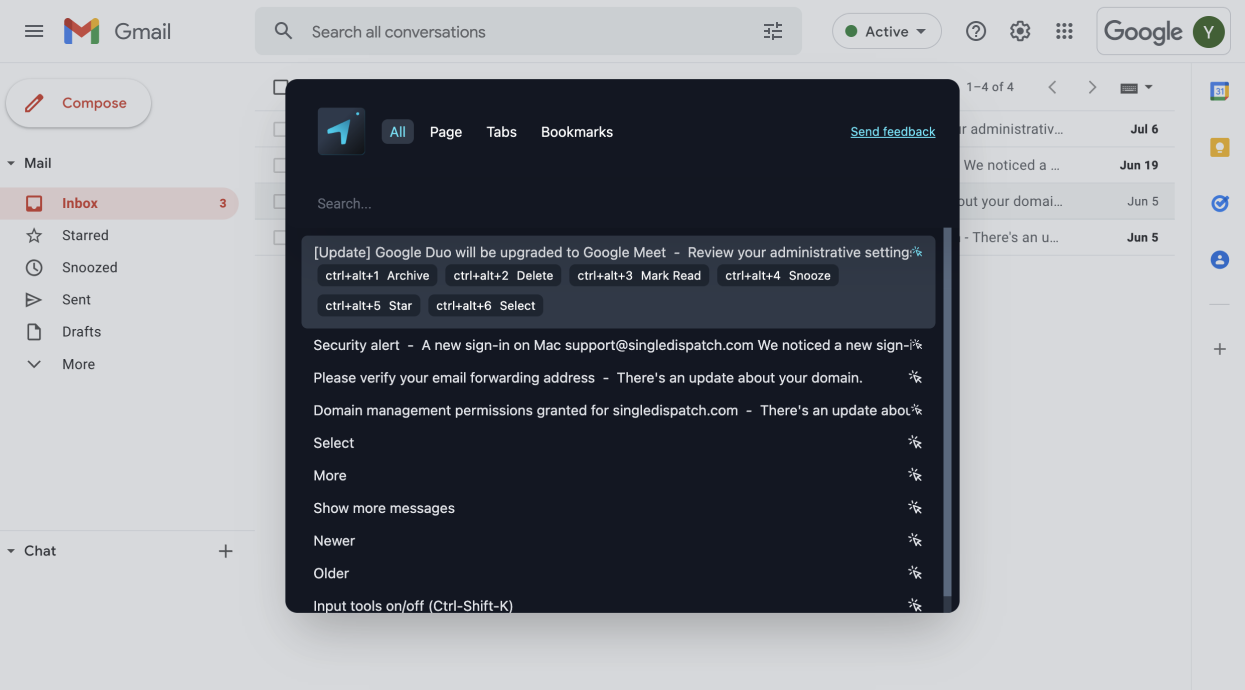 Gmail
Search all conversations
Active
Google
Y
Compose
Mail
Inbox 3
Starred
Snoozed
Sent
Drafts
More
Chat
1–4 of 4
administrativ… Jul 6
We noticed a … Jun 19
your domai… Jun 5
- There's an u… Jun 5
31
All Page Tabs Bookmarks Send feedback
Search...
[Update] Google Duo will be upgraded to Google Meet - Review your administrative settings
ctrl+alt+1 Archive ctrl+alt+2 Delete ctrl+alt+3 Mark Read ctrl+alt+4 Snooze
ctrl+alt+5 Star ctrl+alt+6 Select
Security alert - A new sign-in on Mac support@singledispatch.com We noticed a new sign-
Please verify your email forwarding address - There's an update about your domain.
Domain management permissions granted for singledispatch.com - There's an update abou
Select
More
Show more messages
Newer
Older
Input tools on/off (Ctrl-Shift-K)